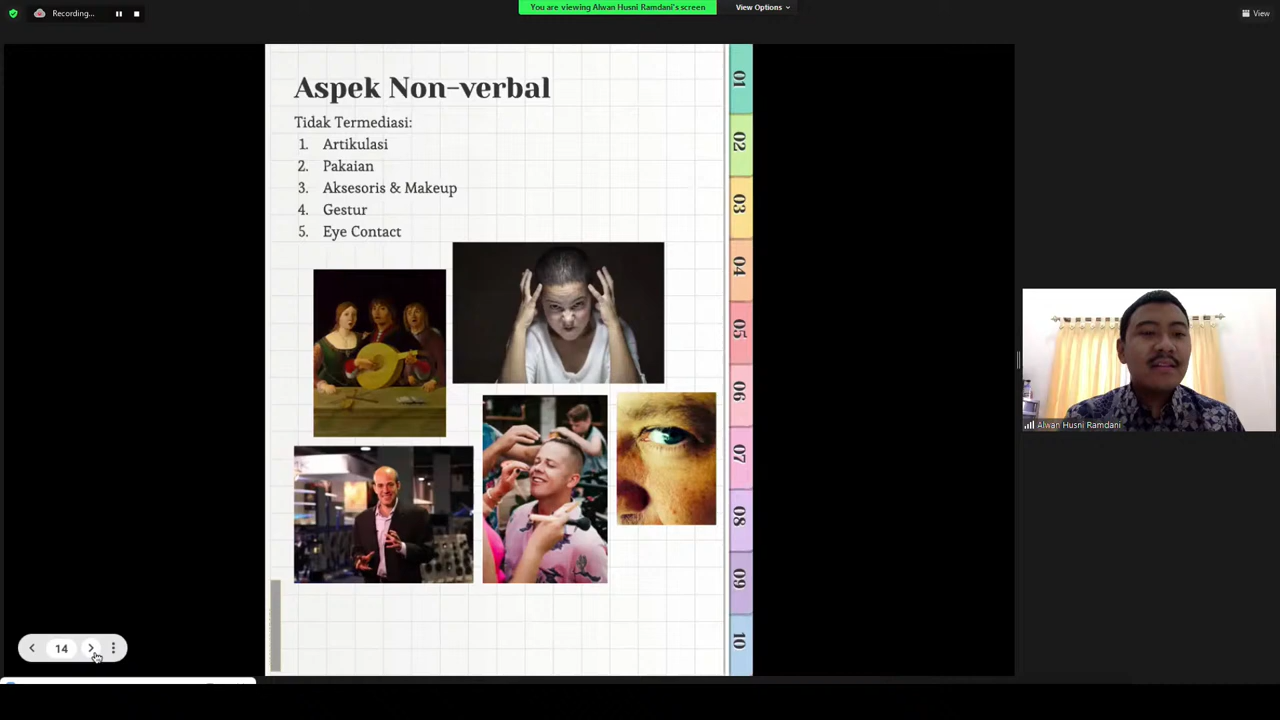 Recording...
You are viewing Alwan Husni Ramdani's screen
View Options
View
Aspek Non-verbal
Tidak Termediasi:
1. Artikulasi
2. Pakaian
3. Aksesoris & Makeup
4. Gestur
5. Eye Contact
01
02
03
04
05
06
07
08
09
10
Alwan Husni Ramdani
14